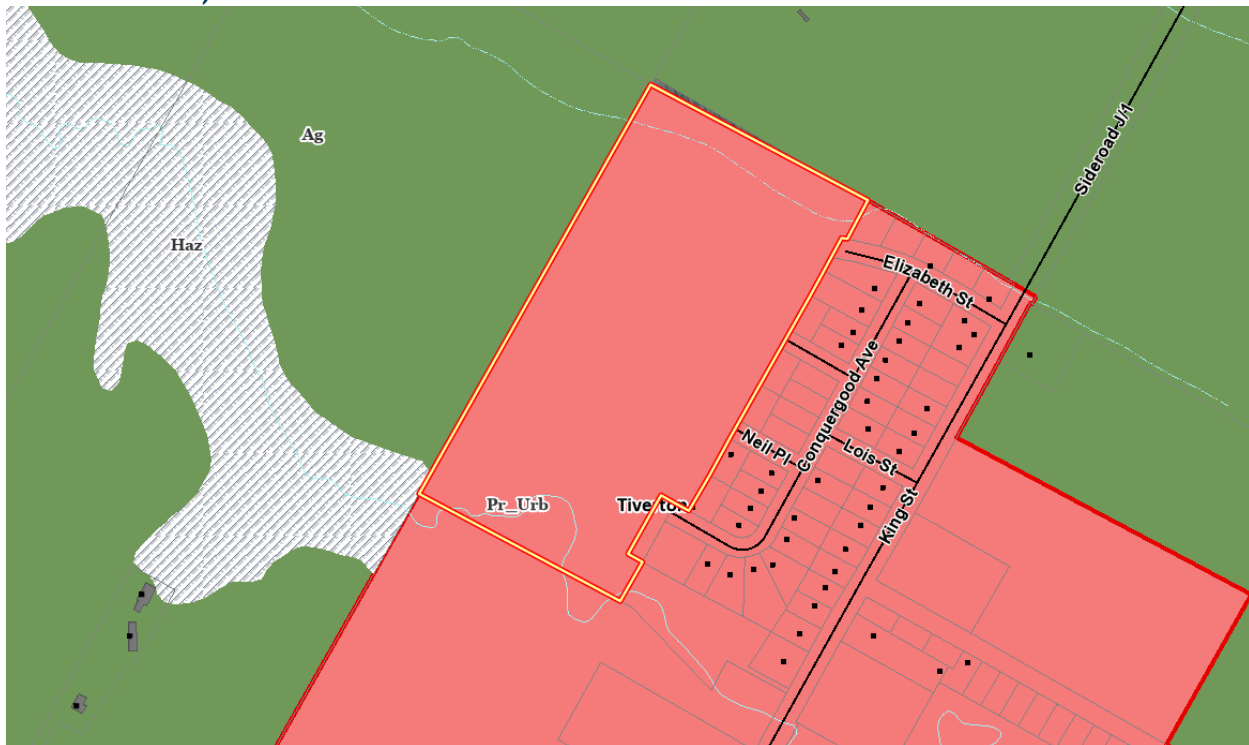 Ag
Sideroad J/1
Haz
Elizabeth St
Conquergood Ave
Neil Pl
Lois St
Pr_Urb
Tiverton
King St